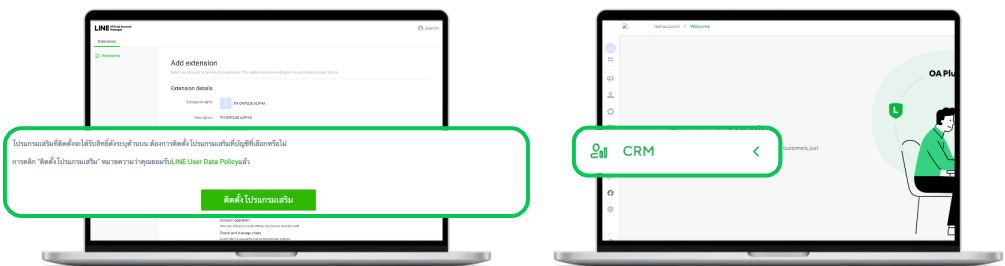 LINE Official Account Manager
Extensions
Extensions
Add extension
Extension details
Extension name
TH OAPLUS ALPHA
Description
TH OAPLUS ALPHA
โปรแกรมเสริมที่ติดตั้งจะได้รับสิทธิ์ดังระบุด้านบน ต้องการติดตั้งโปรแกรมเสริมที่บัญชีที่เลือกหรือไม่
การคลิก "ติดตั้งโปรแกรมเสริม" หมายความว่าคุณยอมรับLINE User Data Policyแล้ว
ติดตั้งโปรแกรมเสริม
Account operation
Check and manage chats
test account > Welcome
OA Plu
L
CRM
customers, just